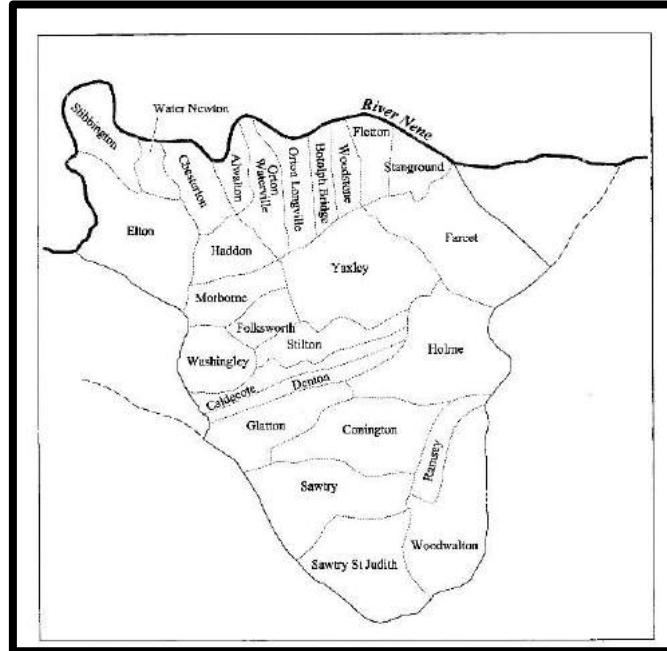 Stibbington
Water Newton
Chesterton
Alwalton
Orton
Waterville
Orton Longville
Botolph Bridge
Woodstone
Fletton
River Nene
Stanground
Elton
Haddon
Yaxley
Farcet
Morborne
Folksworth
Stilton
Washingley
Holme
Caldecote
Denton
Glatton
Conington
Ramsey
Sawtry
Woodwalton
Sawtry St Judith